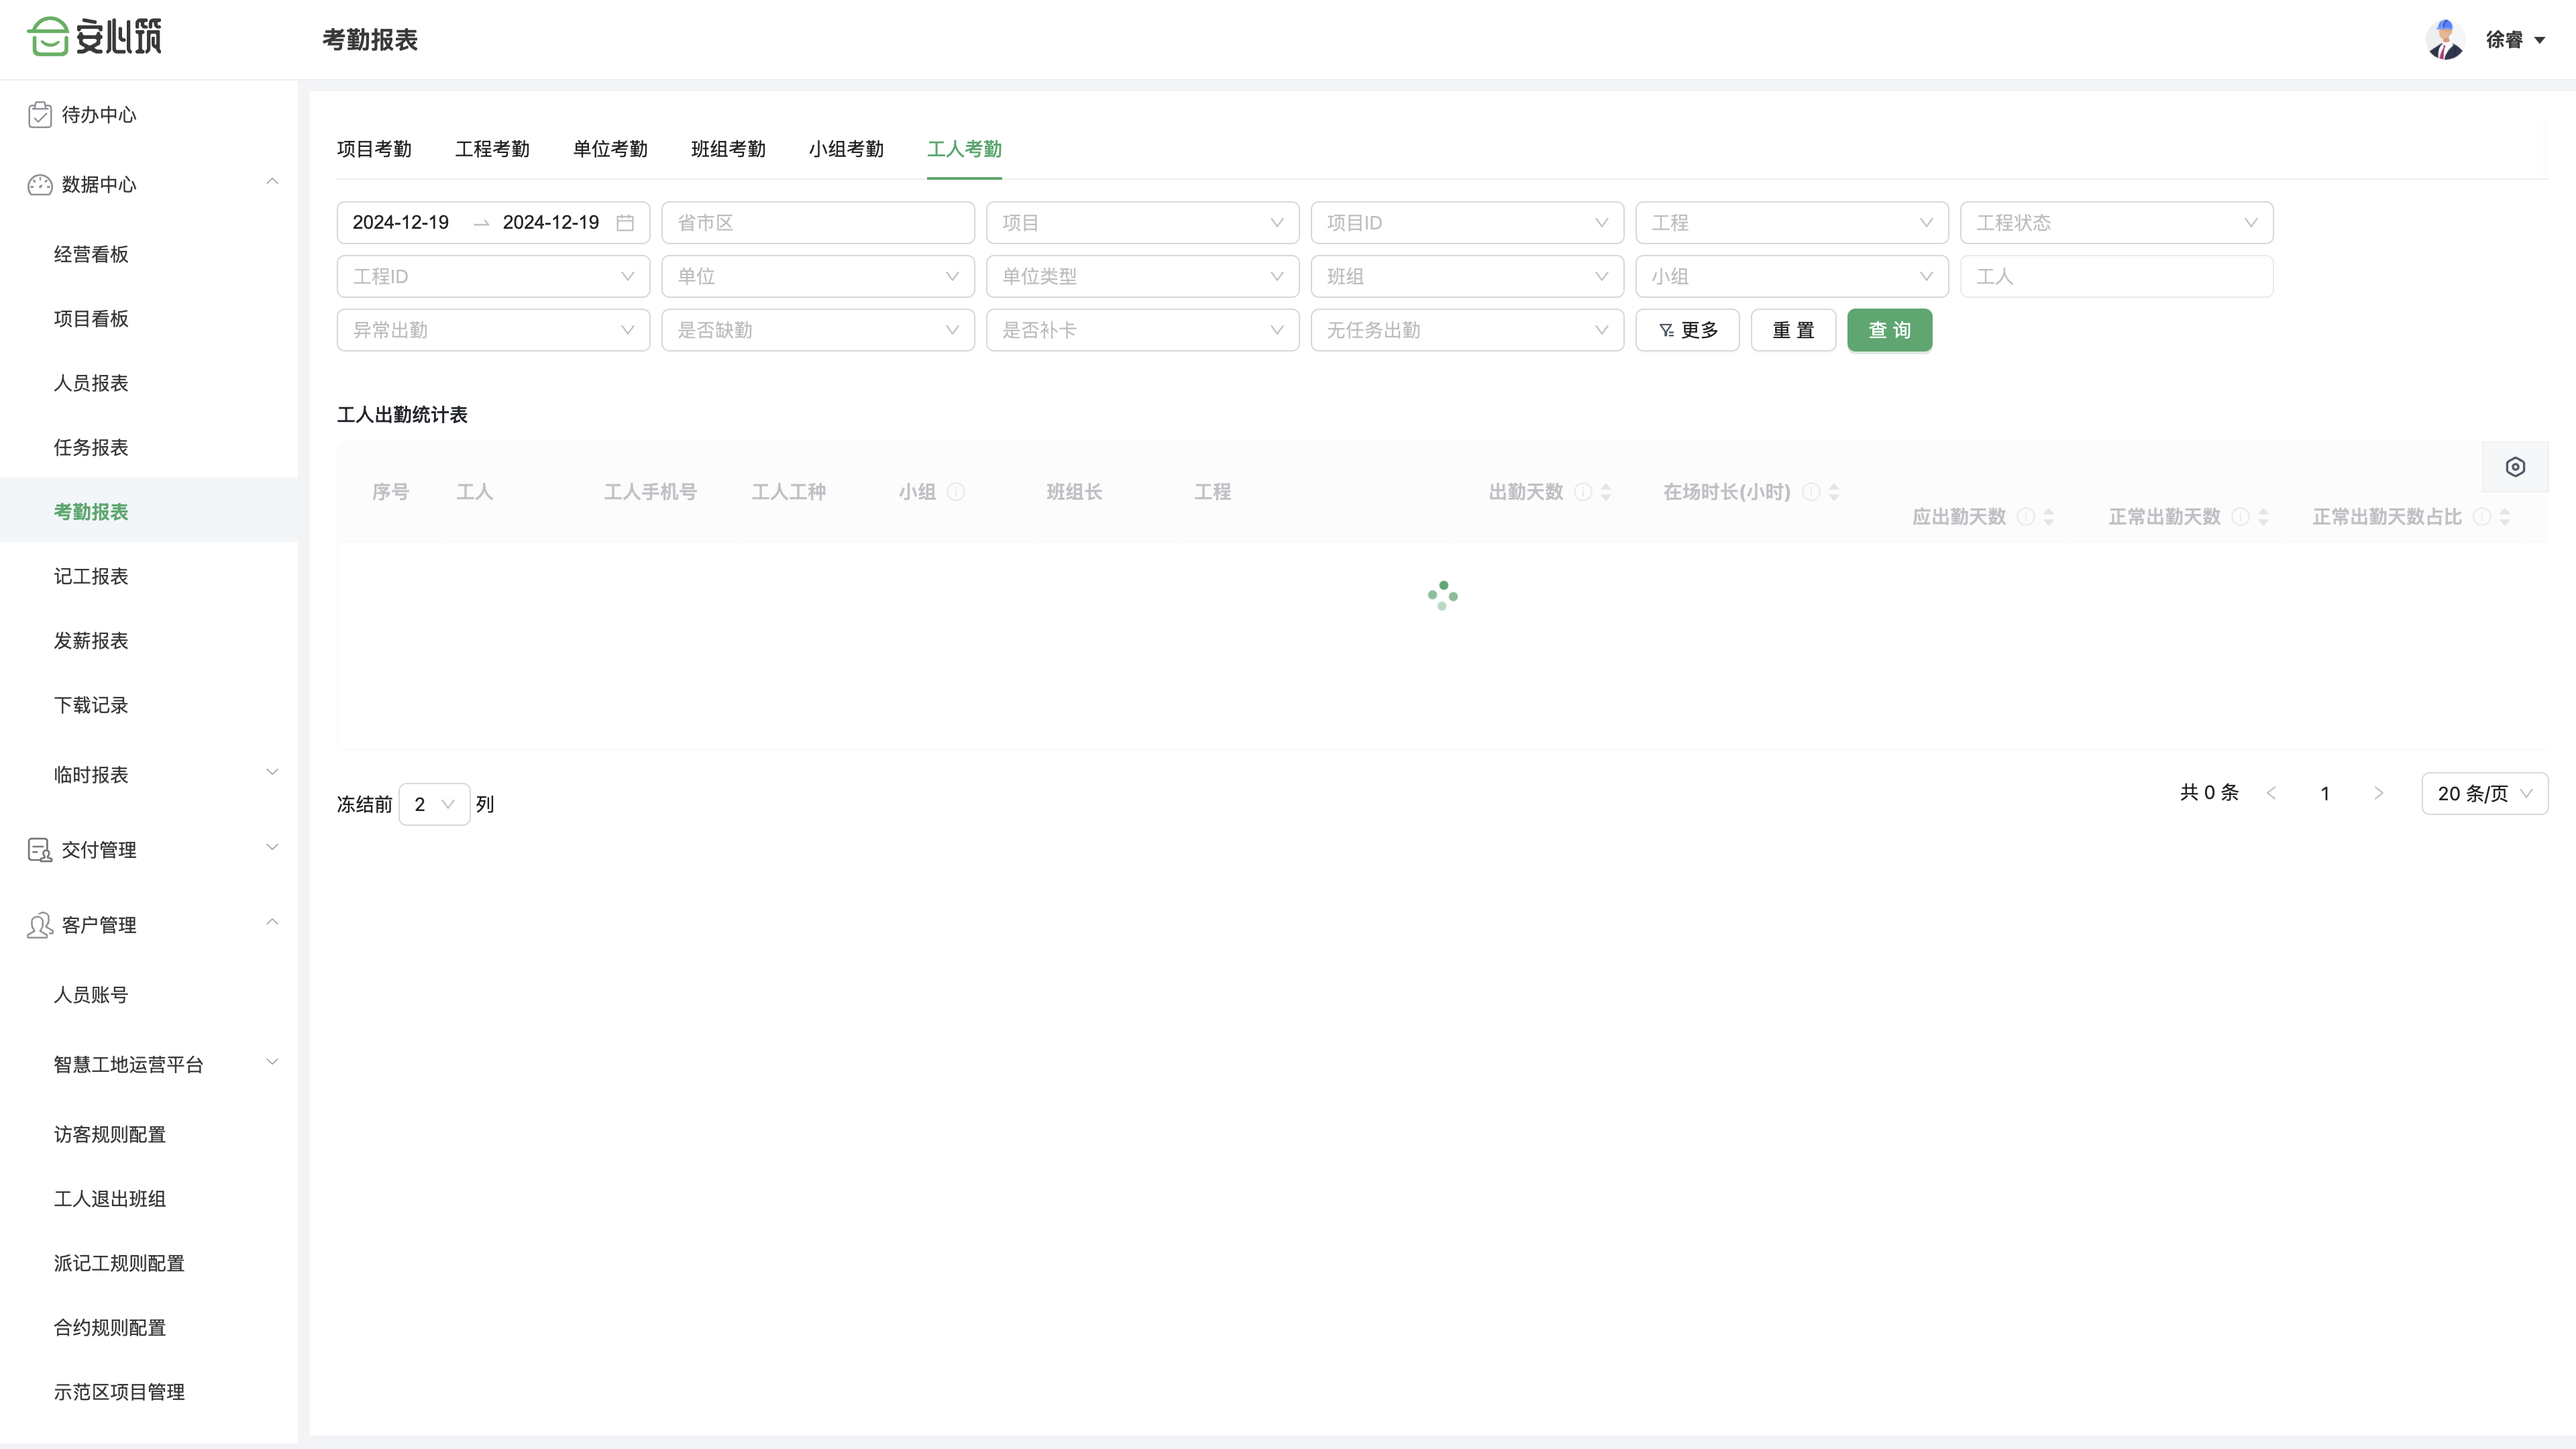 安心筑
考勤报表
徐睿
待办中心
数据中心
经营看板
项目看板
人员报表
任务报表
考勤报表
记工报表
发薪报表
下载记录
临时报表
交付管理
客户管理
人员账号
智慧工地运营平台
访客规则配置
工人退出班组
派记工规则配置
合约规则配置
示范区项目管理
项目考勤 工程考勤 单位考勤 班组考勤 小组考勤 工人考勤
2024-12-19 → 2024-12-19 省市区 项目 项目ID 工程 工程状态
工程ID 单位 单位类型 班组 小组 工人
异常出勤 是否缺勤 是否补卡 无任务出勤 更多 重置 查询
工人出勤统计表
序号 工人 工人手机号 工人工种 小组 班组长 工程 出勤天数 在场时长(小时)
应出勤天数 正常出勤天数 正常出勤天数占比
冻结前 2 列
共 0 条 < 1 > 20 条/页